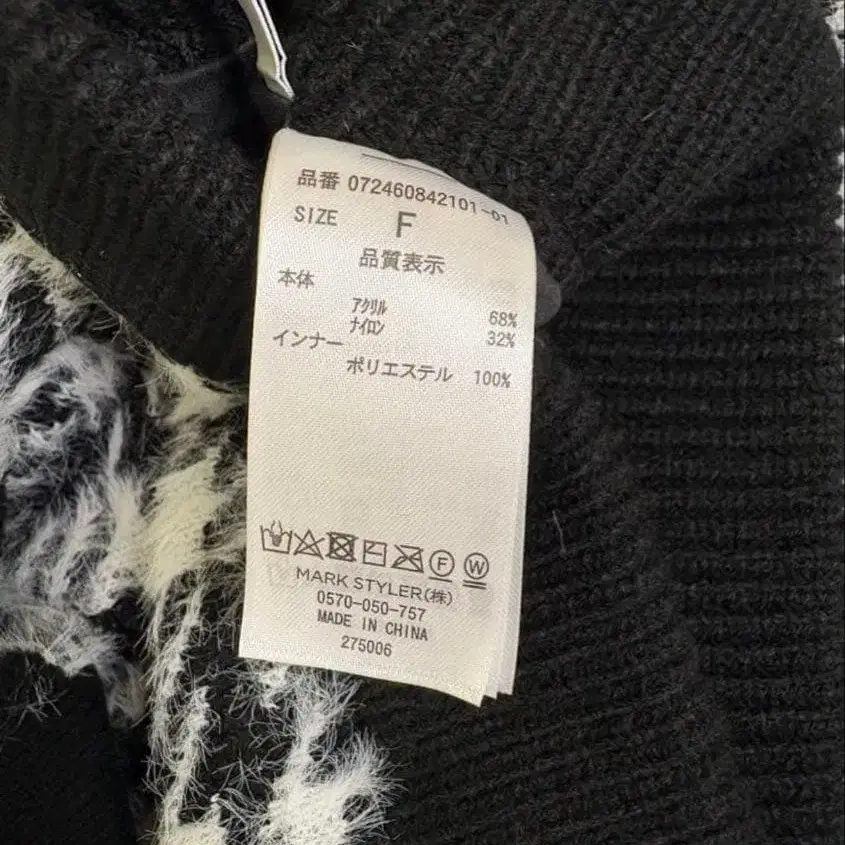 品番 072460842101-01
SIZE F
品質表示
本体
アクリル 68%
ナイロン 32%
インナー
ポリエステル 100%
F W
MARK STYLER(株)
0570-050-757
MADE IN CHINA
275006